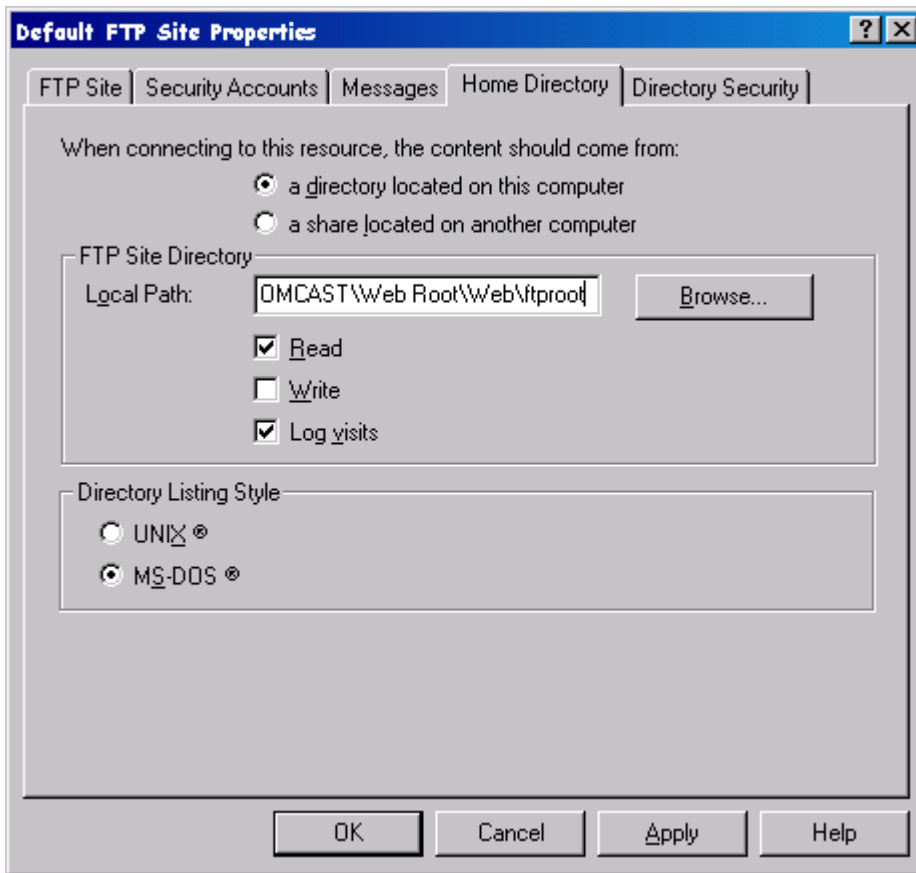 Default FTP Site Properties
FTP Site Security Accounts Messages Home Directory Directory Security
When connecting to this resource, the content should come from:
a directory located on this computer
a share located on another computer
FTP Site Directory
Local Path: OMCAST\Web Root\Web\ftproot Browse...
Read
Write
Log visits
Directory Listing Style
UNIX ®
MS-DOS ®
OK Cancel Apply Help